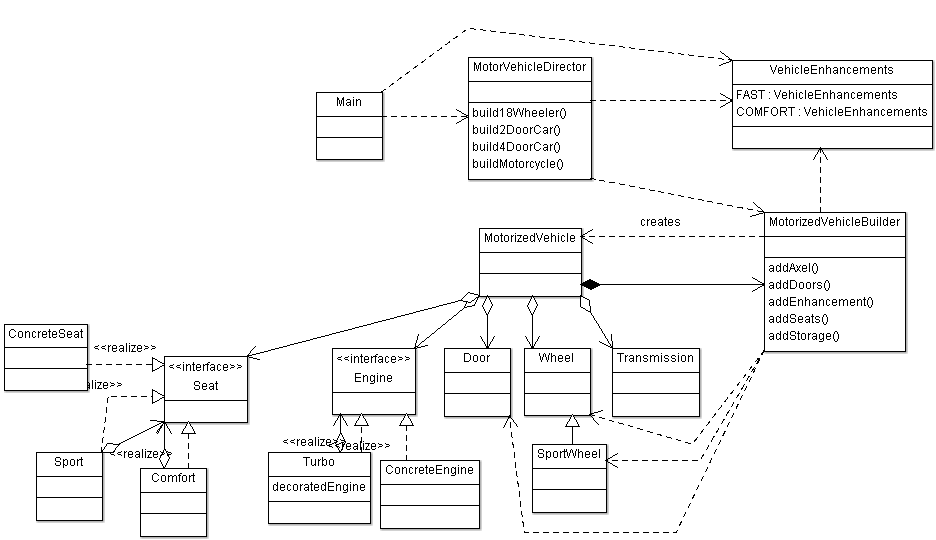 VehicleEnhancements
FAST : VehicleEnhancements
COMFORT : VehicleEnhancements
MotorVehicleDirector
build18Wheeler()
build2DoorCar()
build4DoorCar()
buildMotorcycle()
Main
creates
MotorizedVehicleBuilder
addAxel()
addDoors()
addEnhancement()
addSeats()
addStorage()
MotorizedVehicle
ConcreteSeat
<<realize>>
<<interface>>
Seat
alize>>
<<interface>>
Engine
Door
Wheel
Transmission
<<realize>>
<<realize>>
<<realize>>
Sport
Comfort
Turbo
decoratedEngine
ConcreteEngine
SportWheel